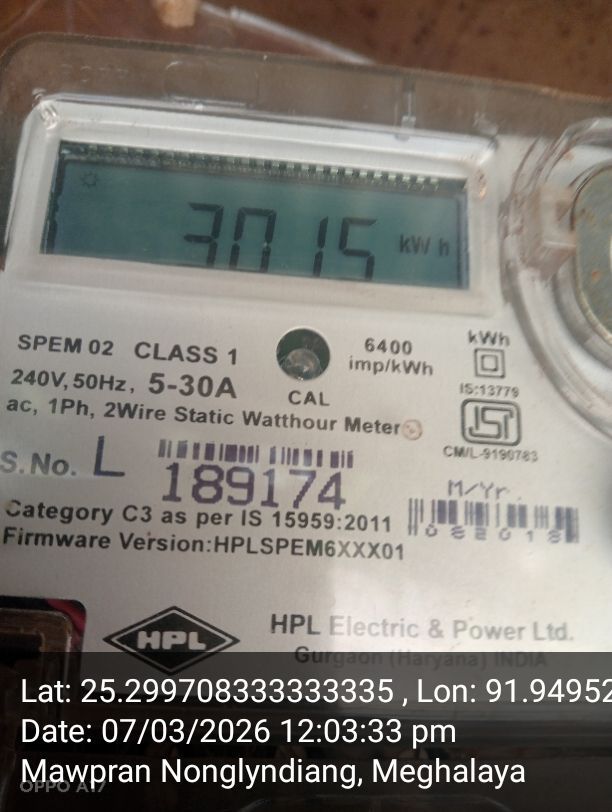 3015 kWh
SPEM 02 CLASS 1
6400
imp/kWh
kWh
240V, 50Hz, 5-30A
CAL
IS:13779
ac, 1Ph, 2Wire Static Watthour Meter
ISI
CM/L-9190783
S.No. L 189174
M/Yr.
082018
Category C3 as per IS 15959:2011
Firmware Version:HPLSPEM6XXX01
HPL
HPL Electric & Power Ltd.
Gurgaon (Haryana) INDIA
Lat: 25.299708333333335 , Lon: 91.94952
Date: 07/03/2026 12:03:33 pm
Mawpran Nonglyndiang, Meghalaya
OPPO A17